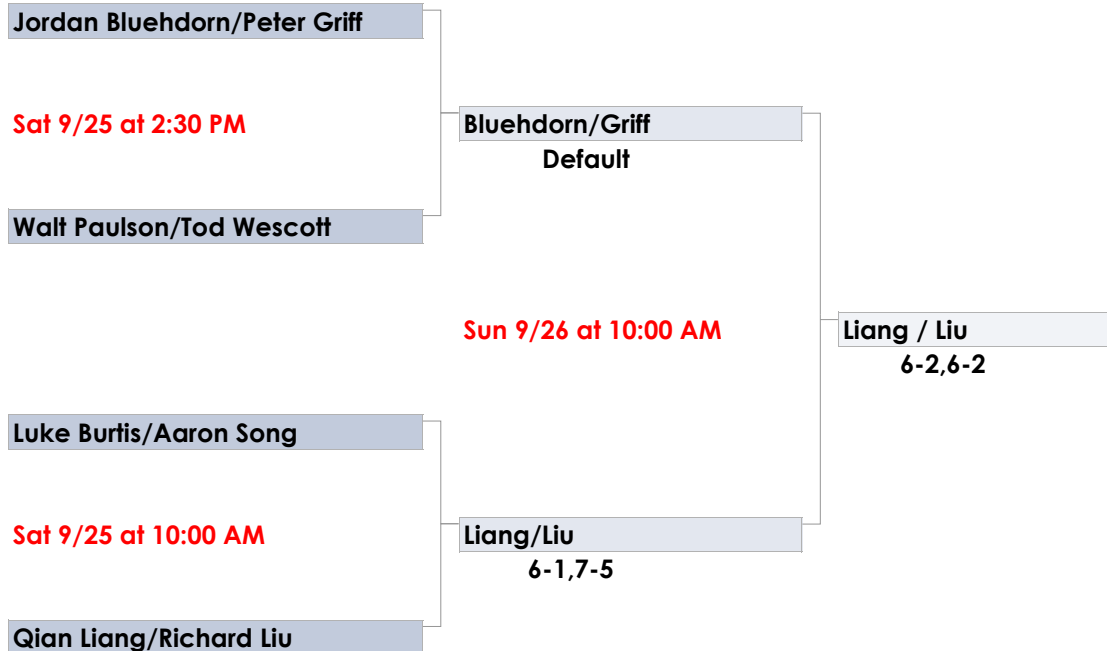 Jordan Bluehdorn/Peter Griff
Sat 9/25 at 2:30 PM
Bluehdorn/Griff
Default
Walt Paulson/Tod Wescott
Sun 9/26 at 10:00 AM
Liang / Liu
6-2,6-2
Luke Burtis/Aaron Song
Sat 9/25 at 10:00 AM
Liang/Liu
6-1,7-5
Qian Liang/Richard Liu